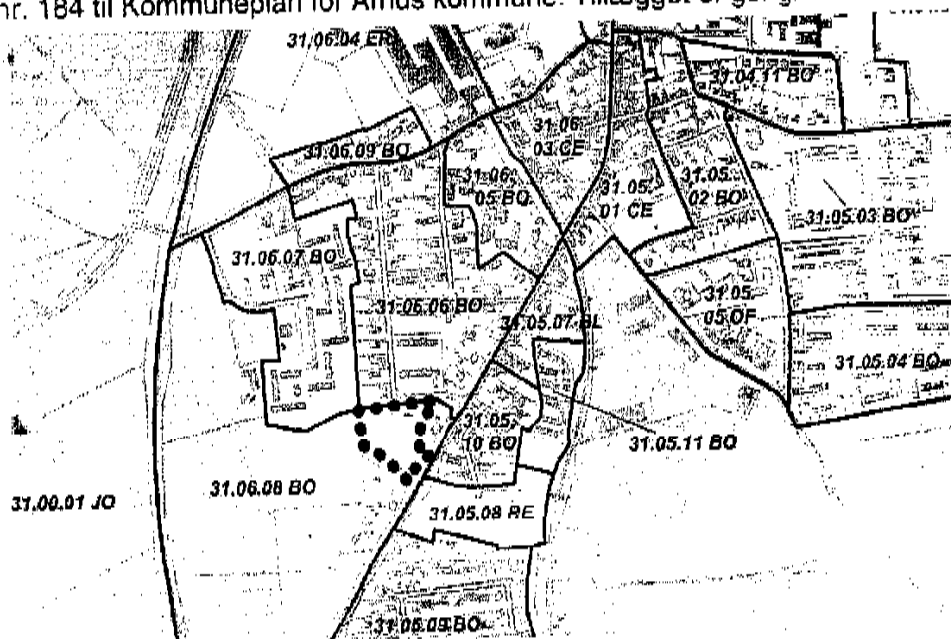 nr. 184 til Kommuneplan for Århus kommune. Tillægget er
31.06.04 ER
31.04.11 BO
31.06.09 BO
31.06.
03 CE
31.06.
05 BO
31.05.
01 CE
31.05.
02 BO
31.05.03 BO
31.06.07 BO
31.06.06 BO
31.05.07 BL
31.05.
05 OF
31.05.04 BO
31.05.
10 BO
31.05.11 BO
31.00.01 JO
31.06.08 BO
31.05.08 RE
31.05.09 BO